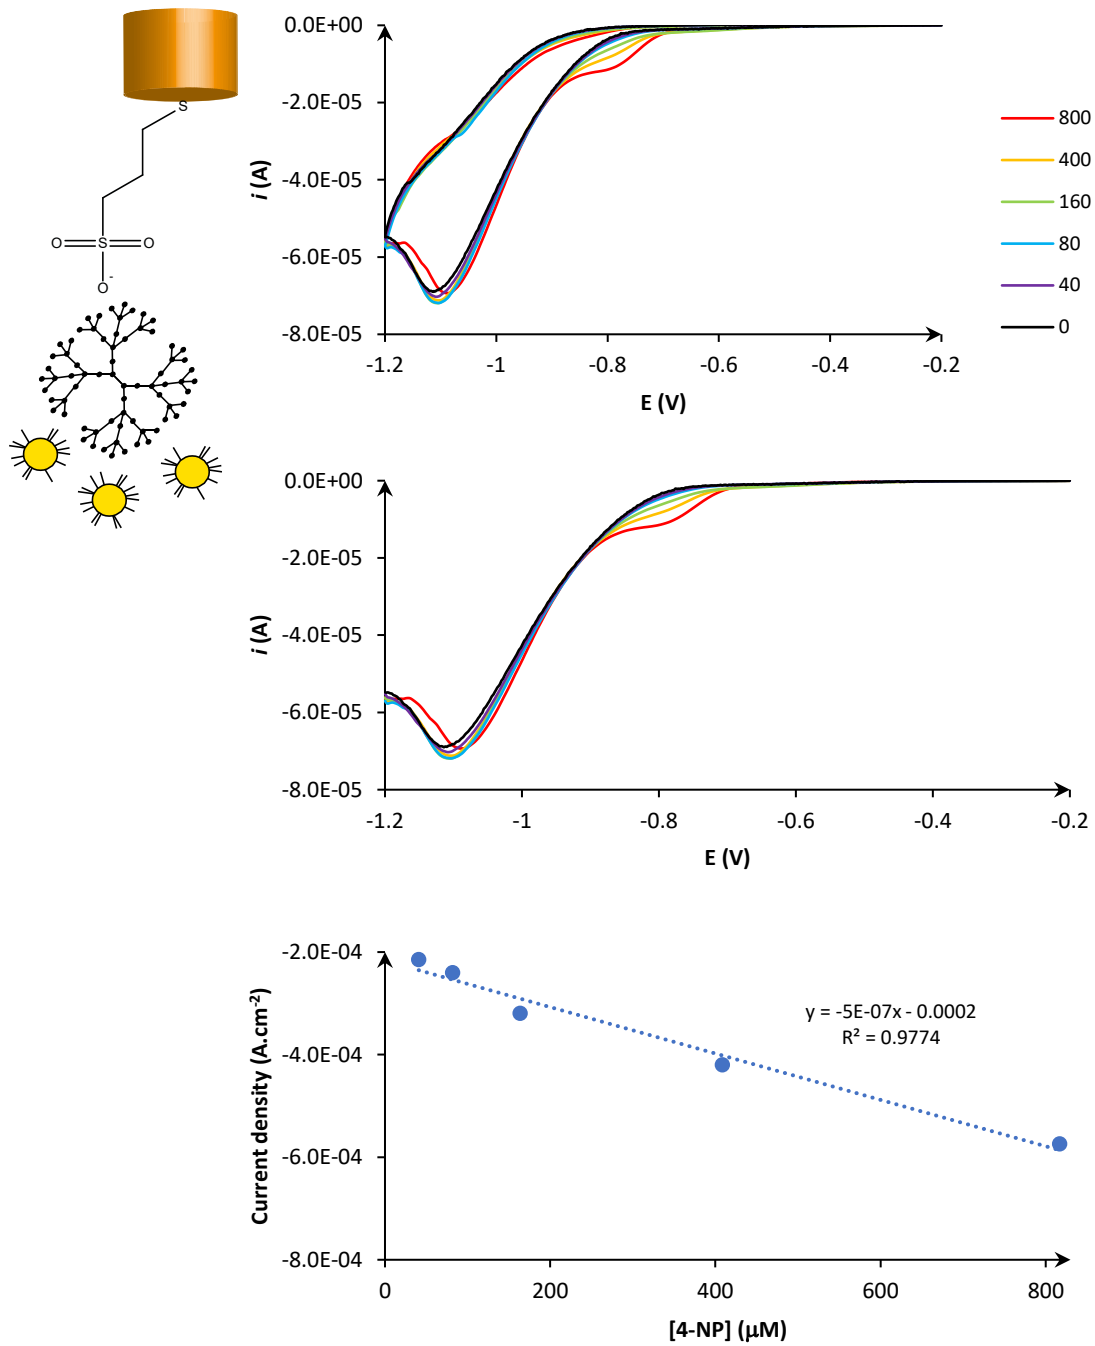 0.0E+00
-2.0E-05
-4.0E-05
-6.0E-05
-8.0E-05
i (A)
-1.2 -1 -0.8 -0.6 -0.4 -0.2
E (V)
800
400
160
80
40
0
S
O S O
O-
0.0E+00
-2.0E-05
-4.0E-05
-6.0E-05
-8.0E-05
i (A)
-1.2 -1 -0.8 -0.6 -0.4 -0.2
E (V)
-2.0E-04
-4.0E-04
-6.0E-04
-8.0E-04
Current density (A.cm-2)
y = -5E-07x - 0.0002
R² = 0.9774
0 200 400 600 800
[4-NP] (µM)